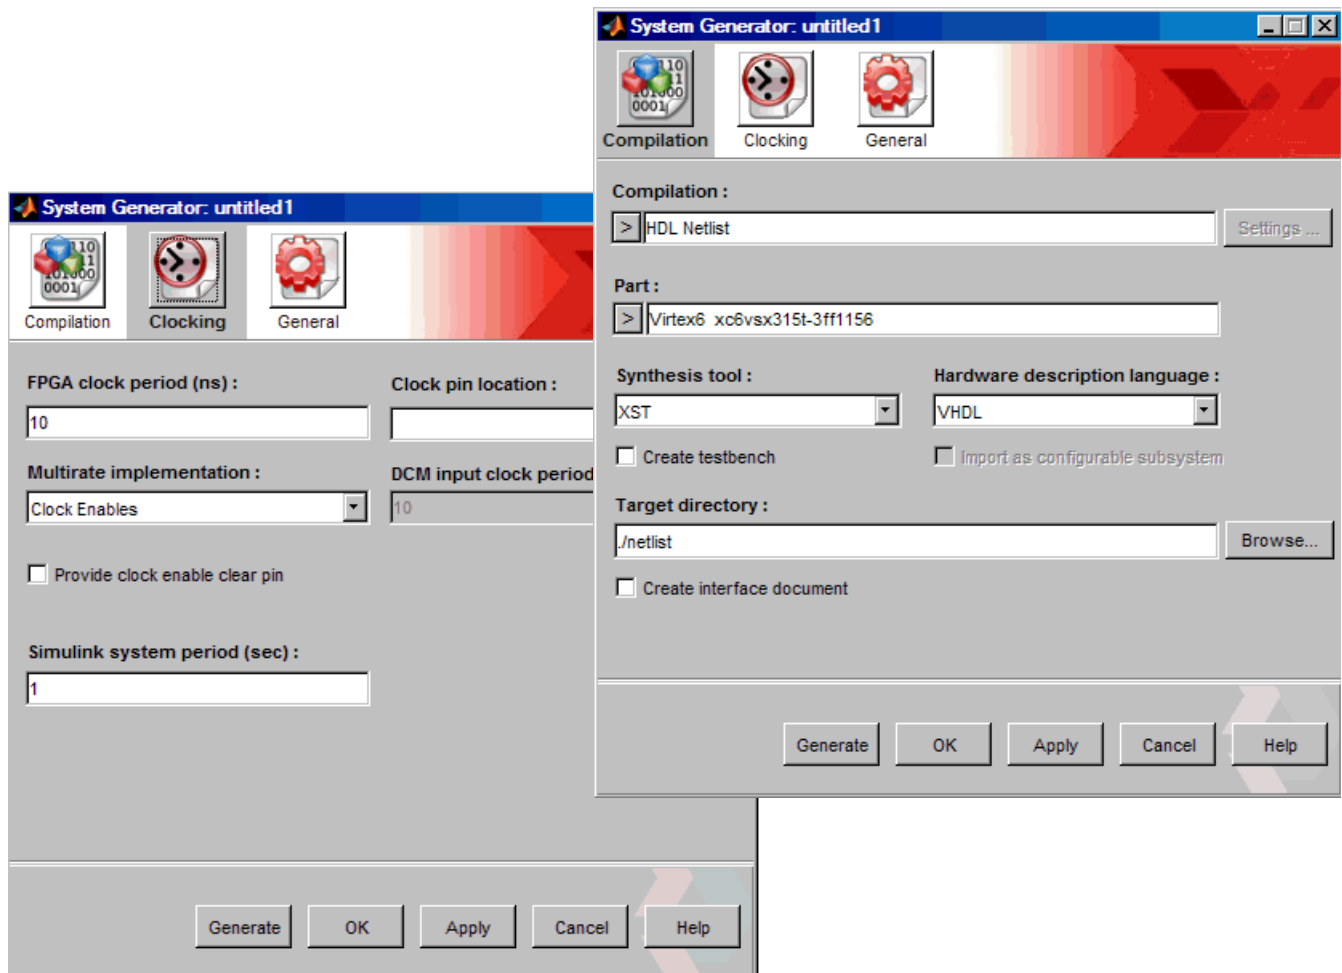 System Generator: untitled1
Compilation
Clocking
General
Compilation :
> HDL Netlist
Settings ...
Part :
> Virtex6 xc6vsx315t-3ff1156
Synthesis tool :
Hardware description language :
XST
VHDL
Create testbench
Import as configurable subsystem
Target directory :
./netlist
Browse...
Create interface document
Generate
OK
Apply
Cancel
Help
System Generator: untitled1
Compilation
Clocking
General
FPGA clock period (ns) :
Clock pin location :
10
Multirate implementation :
DCM input clock period
Clock Enables
10
Provide clock enable clear pin
Simulink system period (sec) :
1
Generate
OK
Apply
Cancel
Help